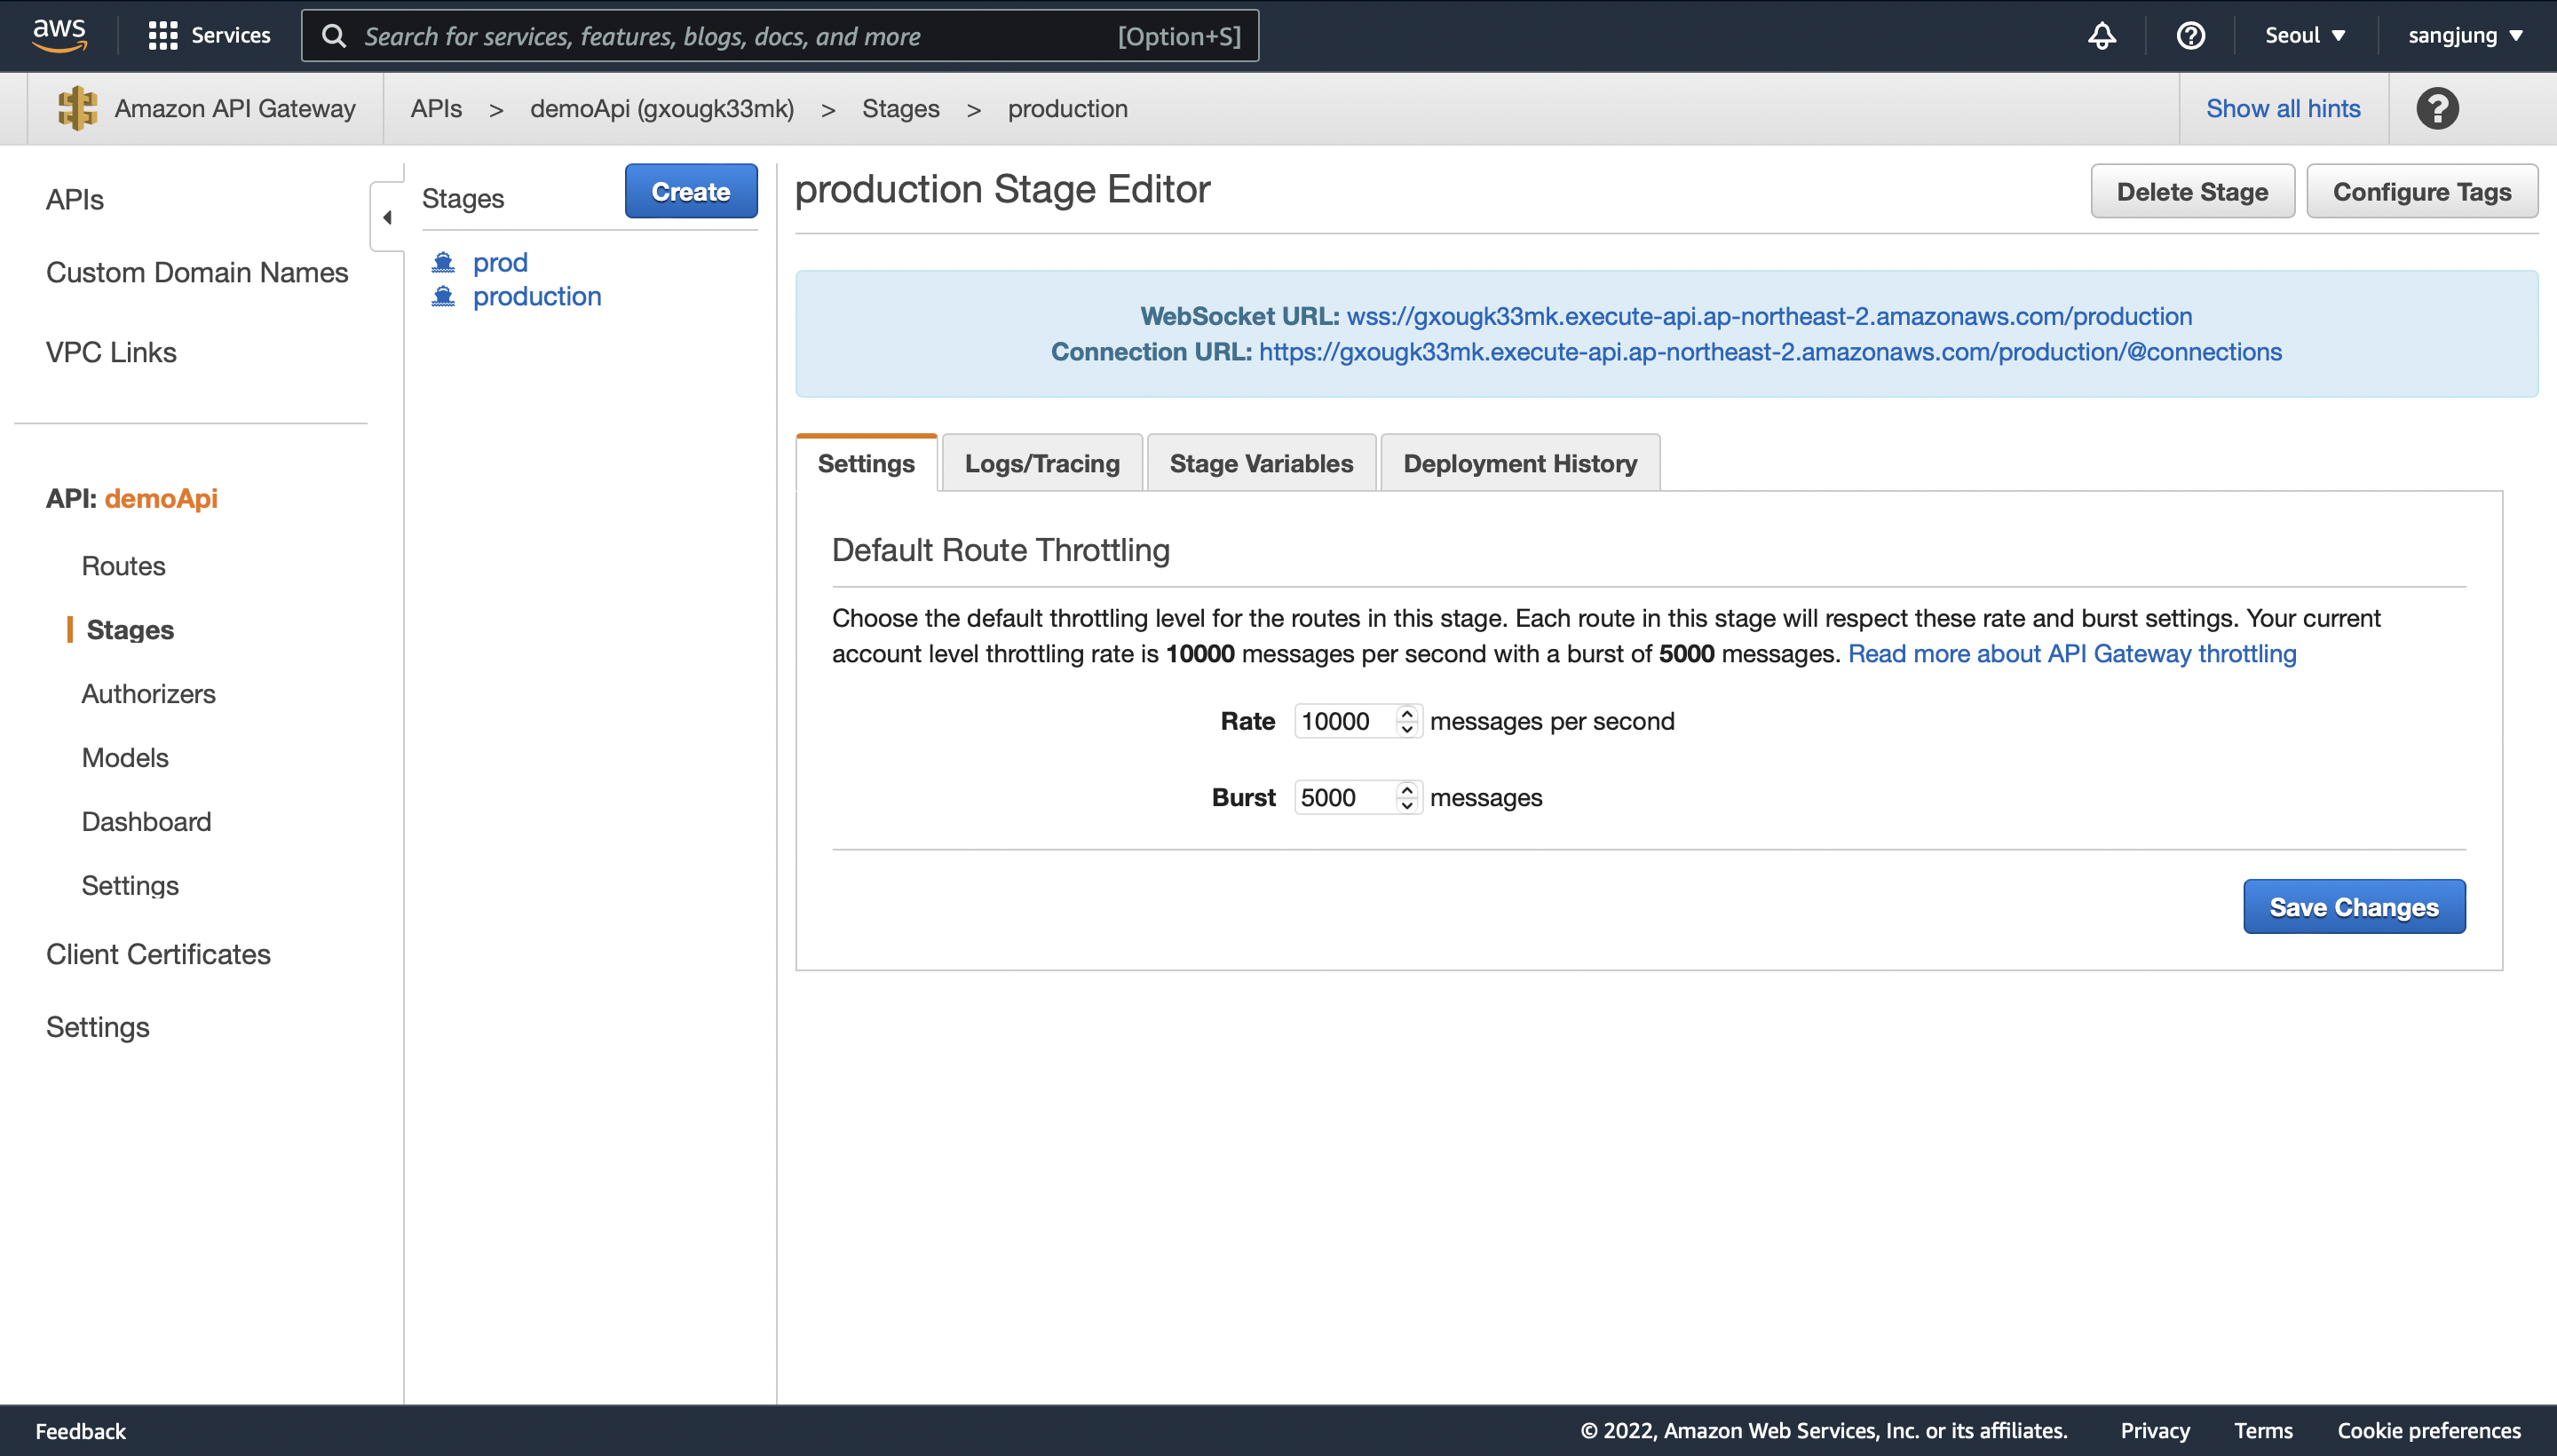 aws Services Search for services, features, blogs, docs, and more [Option+S] Seoul ▼ sangjung ▼
Amazon API Gateway APIs > demoApi (gxougk33mk) > Stages > production Show all hints ?
APIs
Custom Domain Names
VPC Links
API: demoApi
Routes
Stages
Authorizers
Models
Dashboard
Settings
Client Certificates
Settings
Stages Create
prod
production
production Stage Editor Delete Stage Configure Tags
WebSocket URL: wss://gxougk33mk.execute-api.ap-northeast-2.amazonaws.com/production
Connection URL: https://gxougk33mk.execute-api.ap-northeast-2.amazonaws.com/production/@connections
Settings Logs/Tracing Stage Variables Deployment History
Default Route Throttling
Choose the default throttling level for the routes in this stage. Each route in this stage will respect these rate and burst settings. Your current
account level throttling rate is 10000 messages per second with a burst of 5000 messages. Read more about API Gateway throttling
Rate 10000 messages per second
Burst 5000 messages
Save Changes
Feedback © 2022, Amazon Web Services, Inc. or its affiliates. Privacy Terms Cookie preferences